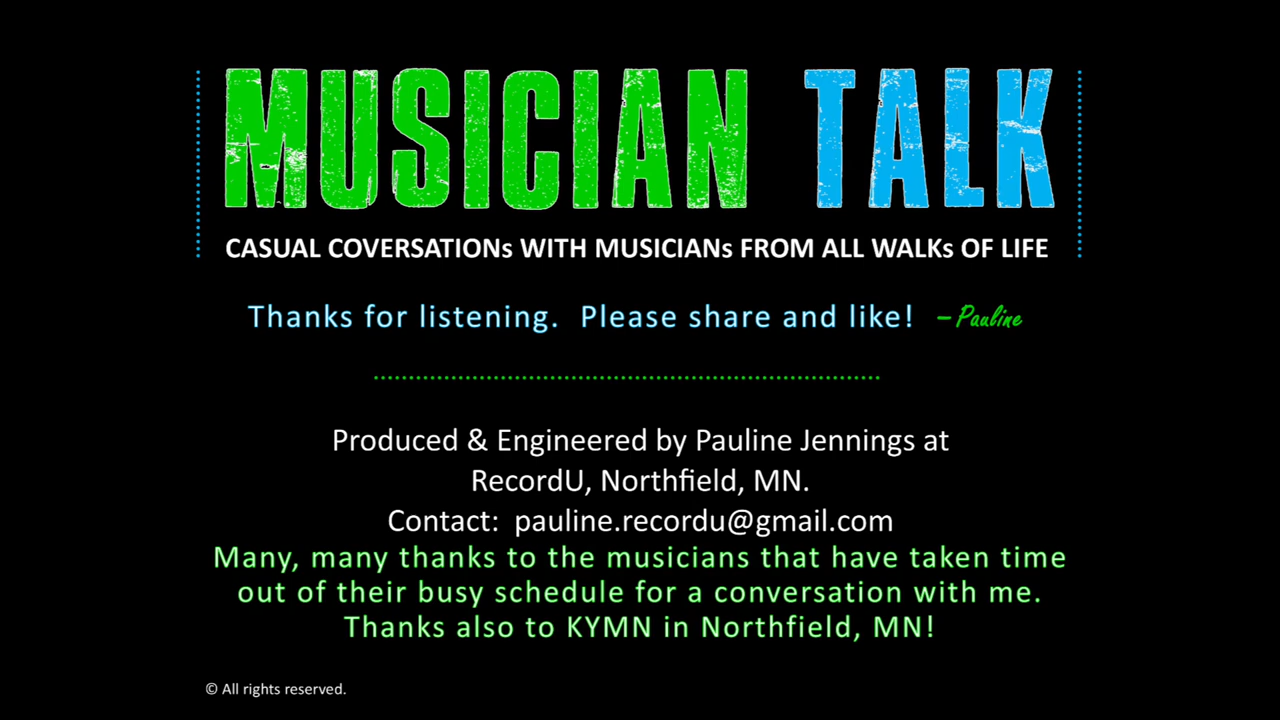 MUSICIAN TALK
CASUAL COVERSATIONs WITH MUSICIANs FROM ALL WALKs OF LIFE
Thanks for listening. Please share and like! – Pauline
Produced & Engineered by Pauline Jennings at
RecordU, Northfield, MN.
Contact: pauline.recordu@gmail.com
Many, many thanks to the musicians that have taken time
out of their busy schedule for a conversation with me.
Thanks also to KYMN in Northfield, MN!
© All rights reserved.